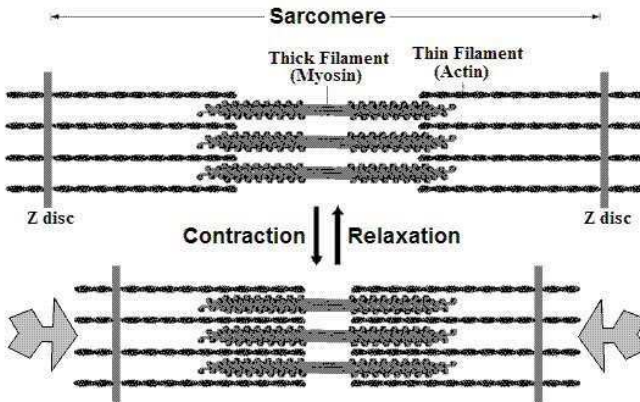 Sarcomere
Thick Filament
(Myosin)
Thin Filament
(Actin)
Z disc
Z disc
Contraction
Relaxation